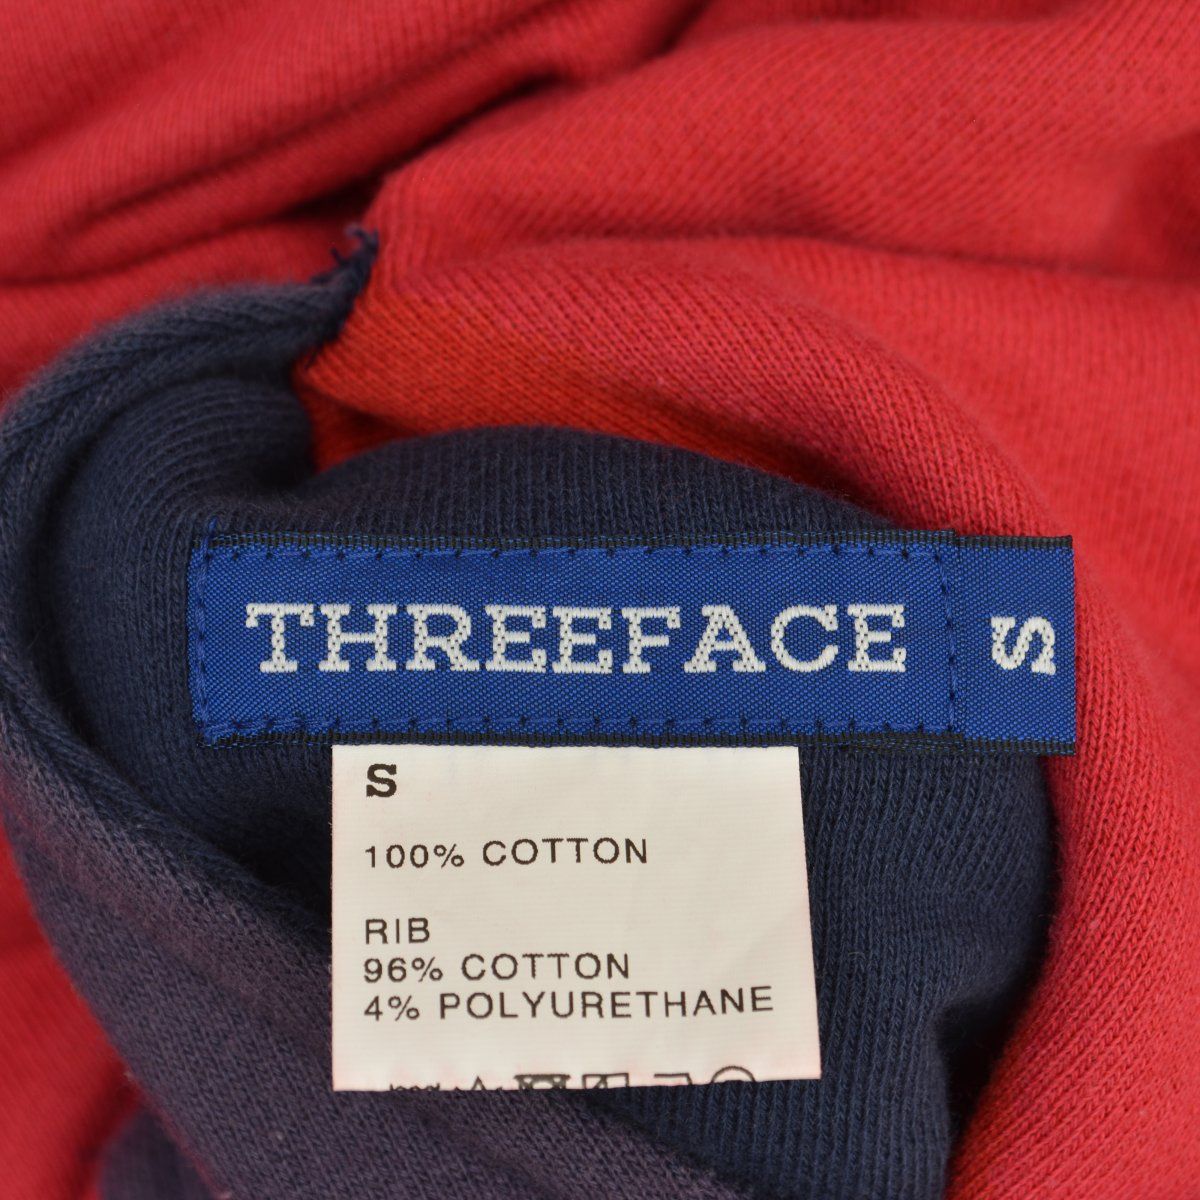 THREEFACE S
S
100% COTTON
RIB
96% COTTON
4% POLYURETHANE